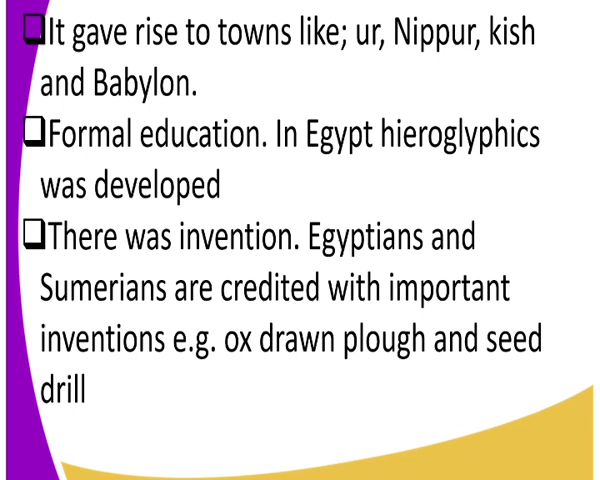 ❑It gave rise to towns like; ur, Nippur, kish
and Babylon.
❑Formal education. In Egypt hieroglyphics
was developed
❑There was invention. Egyptians and
Sumerians are credited with important
inventions e.g. ox drawn plough and seed
drill